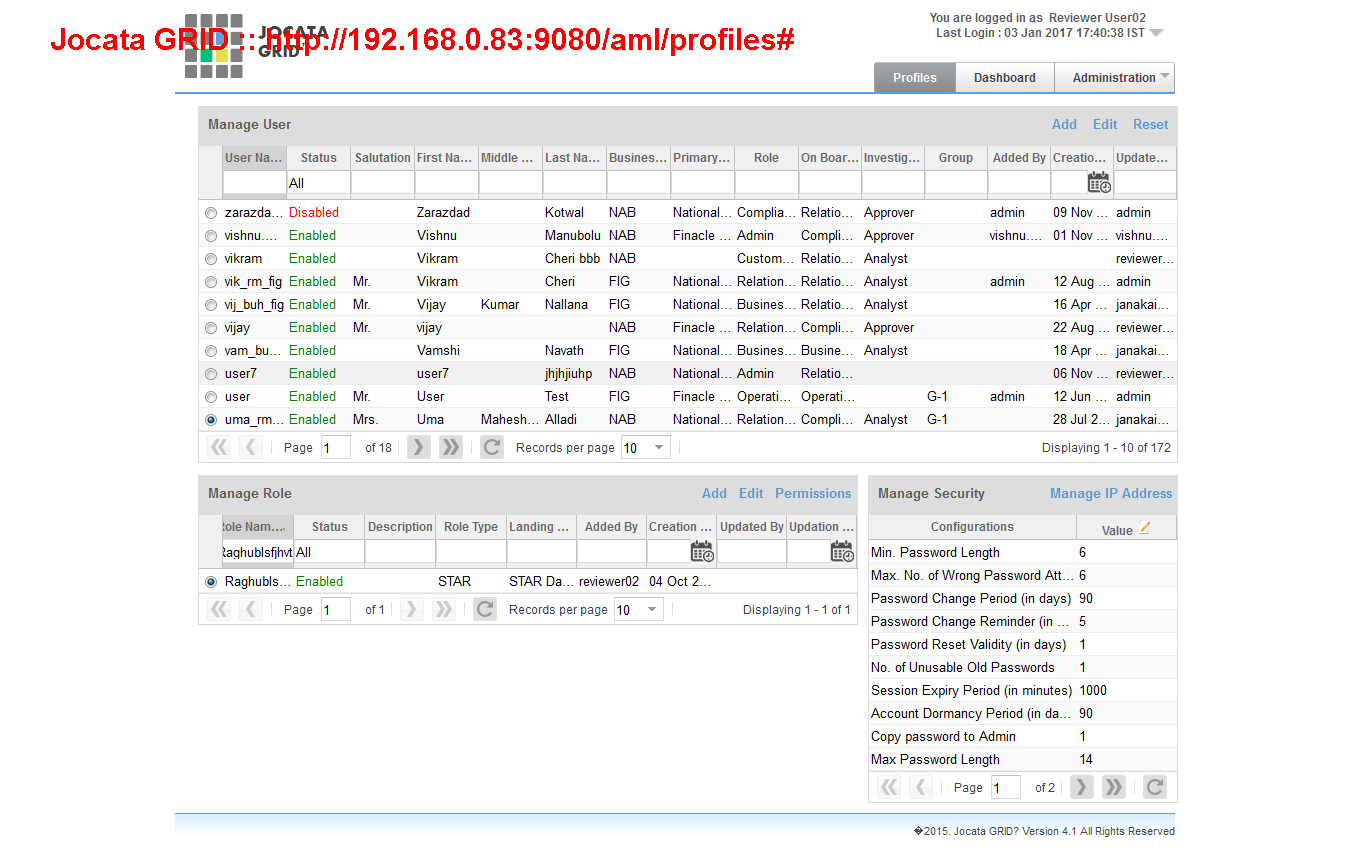 You are logged in as Reviewer User02
Last Login : 03 Jan 2017 17:40:38 IST
Jocata GRID :: http://192.168.0.83:9080/aml/profiles#
JOCATA
GRID
Profiles Dashboard Administration
Manage User Add Edit Reset
User Na... Status Salutation First Na... Middle ... Last Na... Business... Primary... Role On Boar... Investig... Group Added By Creatio... Update...
All
zarazda... Disabled Zarazdad Kotwal NAB National... Complia... Relatio... Approver admin 09 Nov ... admin
vishnu.... Enabled Vishnu Manubolu NAB Finacle ... Admin Compli... Approver vishnu.... 01 Nov ... vishnu....
vikram Enabled Vikram Cheri bbb NAB Custom... Relatio... Analyst reviewer...
vik_rm_fig Enabled Mr. Vikram Cheri FIG National... Relation... Relatio... Analyst admin 12 Aug ... admin
vij_buh_fig Enabled Mr. Vijay Kumar Nallana FIG National... Busines... Relatio... Analyst 16 Apr ... janakai...
vijay Enabled Mr. vijay NAB Finacle ... Relation... Compli... Approver 22 Aug ... reviewer...
vam_bu... Enabled Vamshi Navath FIG National... Busines... Busine... Analyst 18 Apr ... janakai...
user7 Enabled user7 jhjhjiuhp NAB National... Admin Relatio... 06 Nov ... reviewer...
user Enabled Mr. User Test FIG Finacle ... Operati... Operati... G-1 admin 12 Jun ... admin
uma_rm... Enabled Mrs. Uma Mahesh... Alladi NAB National... Relation... Compli... Analyst G-1 28 Jul 2... janakai...
Page 1 of 18 Records per page 10 Displaying 1 - 10 of 172
Manage Role Add Edit Permissions
Role Nam... Status Description Role Type Landing ... Added By Creation ... Updated By Updation ...
Raghublsfjhvt All
Raghubls... Enabled STAR STAR Da... reviewer02 04 Oct 2...
Page 1 of 1 Records per page 10 Displaying 1 - 1 of 1
Manage Security Manage IP Address
Configurations Value
Min. Password Length 6
Max. No. of Wrong Password Att... 6
Password Change Period (in days) 90
Password Change Reminder (in ... 5
Password Reset Validity (in days) 1
No. of Unusable Old Passwords 1
Session Expiry Period (in minutes) 1000
Account Dormancy Period (in da... 90
Copy password to Admin 1
Max Password Length 14
Page 1 of 2
�2015. Jocata GRID? Version 4.1 All Rights Reserved